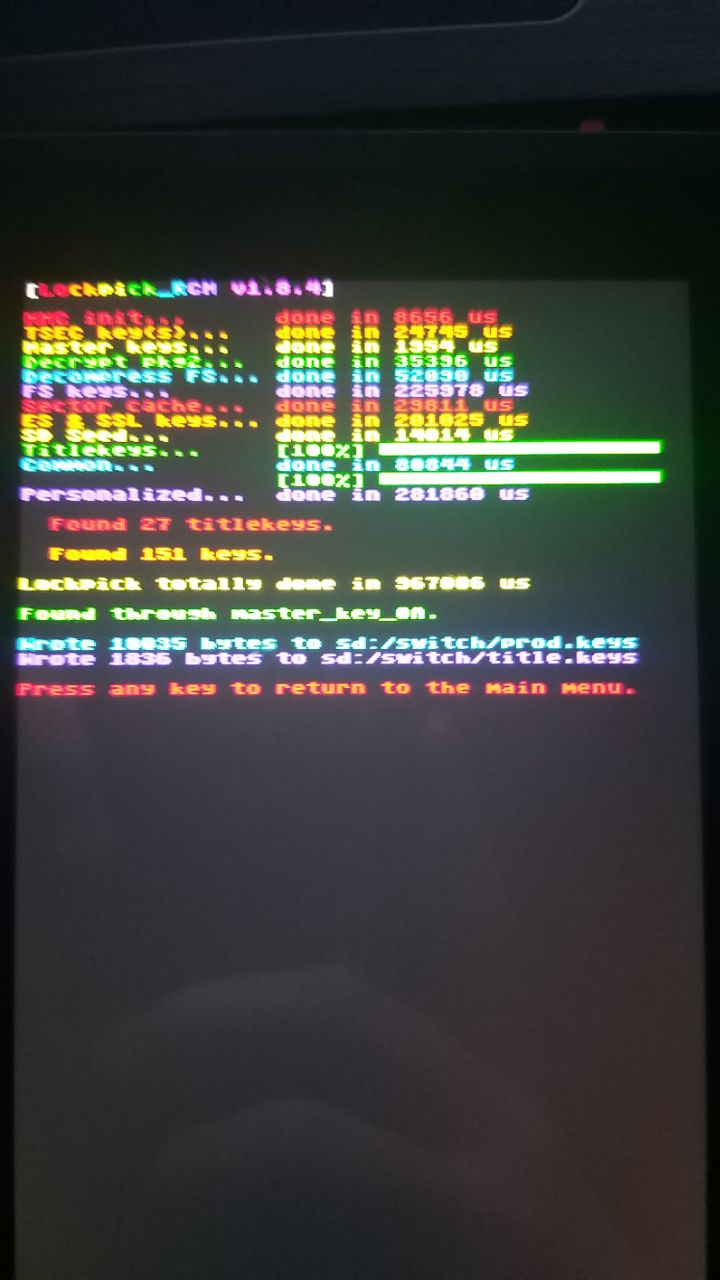 [Lockpick_RCM v1.8.4]
MMC init... done in 8656 us
TSEC key(s)... done in 24745 us
Master keys... done in 1954 us
Decrypt pkg2... done in 35396 us
Decompress FS... done in 52090 us
FS keys... done in 225978 us
Sector cache... done in 29811 us
ES & SSL keys... done in 201025 us
SD Seed... done in 14014 us
Titlekeys... [100%]
Common... done in 80844 us
[100%]
Personalized... done in 281860 us
Found 27 titlekeys.
Found 151 keys.
Lockpick totally done in 967006 us
Found through master_key_0A.
Wrote 10035 bytes to sd:/switch/prod.keys
Wrote 1836 bytes to sd:/switch/title.keys
Press any key to return to the main menu.